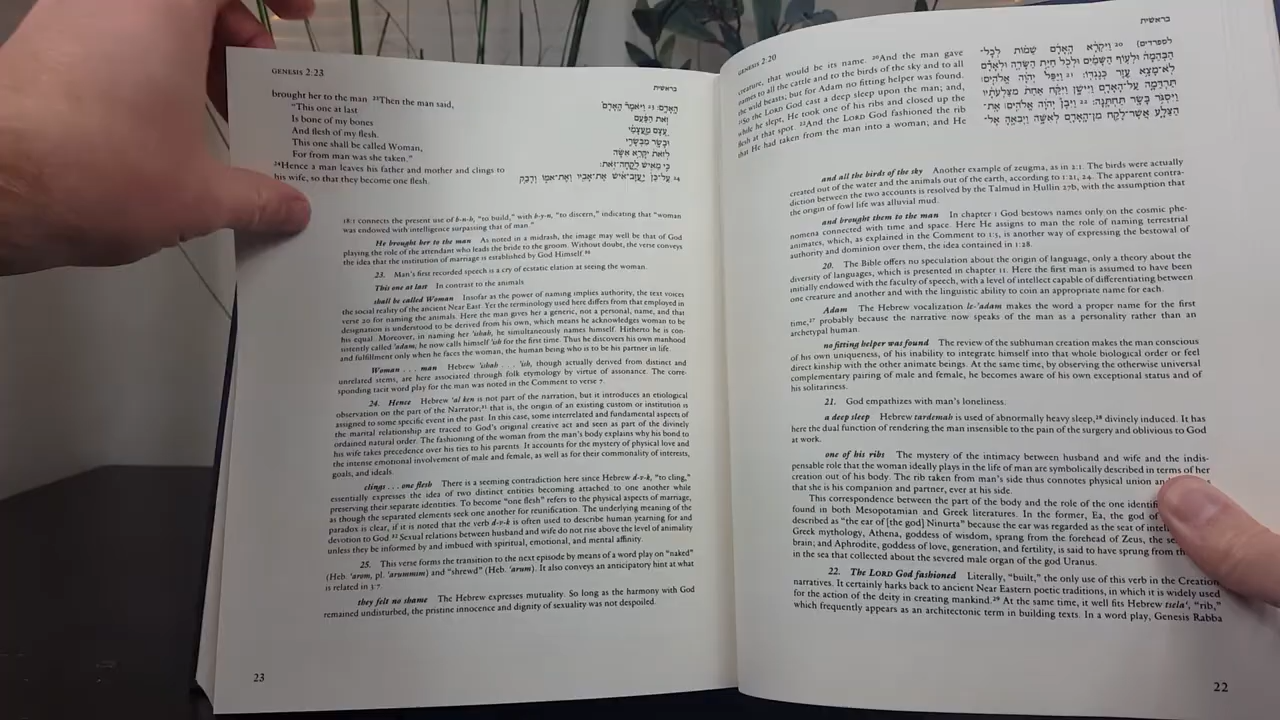 GENESIS 2:20
בראשית
creature, that would be its name. 20And the man gave
names to all the cattle and to the birds of the sky and to all
the wild beasts; but for Adam no fitting helper was found.
21So the LORD God cast a deep sleep upon the man; and,
while he slept, He took one of his ribs and closed up the
flesh at that spot. 22And the LORD God fashioned the rib
that He had taken from the man into a woman; and He
לספרדים) 20 וַיִּקְרָא הָאָדָם שֵׁמוֹת לְכָל־
הַבְּהֵמָה וּלְעוֹף הַשָּׁמַיִם וּלְכֹל חַיַּת הַשָּׂדֶה וּלְאָדָם
לֹא־מָצָא עֵזֶר כְּנֶגְדּוֹ׃ 21 וַיַּפֵּל יְהוָה אֱלֹהִים׀
תַּרְדֵּמָה עַל־הָאָדָם וַיִּישָׁן וַיִּקַּח אַחַת מִצַּלְעֹתָיו
וַיִּסְגֹּר בָּשָׂר תַּחְתֶּנָּה׃ 22 וַיִּבֶן יְהוָה אֱלֹהִים׀ אֶת־
הַצֵּלָע אֲשֶׁר־לָקַח מִן־הָאָדָם לְאִשָּׁה וַיְבִאֶהָ אֶל־
and all the birds of the sky Another example of zeugma, as in 2:1. The birds were actually
created out of the water and the animals out of the earth, according to 1:21, 24. The apparent contra-
diction between the two accounts is resolved by the Talmud in Hullin 27b, with the assumption that
the origin of fowl life was alluvial mud.
and brought them to the man In chapter 1 God bestows names only on the cosmic phe-
nomena connected with time and space. Here He assigns to man the role of naming terrestrial
animates, which, as explained in the Comment to 1:5, is another way of expressing the bestowal of
authority and dominion over them, the idea contained in 1:28.
20. The Bible offers no speculation about the origin of language, only a theory about the
diversity of languages, which is presented in chapter 11. Here the first man is assumed to have been
initially endowed with the faculty of speech, with a level of intellect capable of differentiating between
one creature and another and with the linguistic ability to coin an appropriate name for each.
Adam The Hebrew vocalization le-'adam makes the word a proper name for the first
time,27 probably because the narrative now speaks of the man as a personality rather than an
archetypal human.
no fitting helper was found The review of the subhuman creation makes the man conscious
of his own uniqueness, of his inability to integrate himself into that whole biological order or feel
direct kinship with the other animate beings. At the same time, by observing the otherwise universal
complementary pairing of male and female, he becomes aware of his own exceptional status and of
his solitariness.
21. God empathizes with man's loneliness.
a deep sleep Hebrew tardemah is used of abnormally heavy sleep,28 divinely induced. It has
here the dual function of rendering the man insensible to the pain of the surgery and oblivious to God
at work.
one of his ribs The mystery of the intimacy between husband and wife and the indis-
pensable role that the woman ideally plays in the life of man are symbolically described in terms of her
creation out of his body. The rib taken from man's side thus connotes physical union and
that she is his companion and partner, ever at his side.
This correspondence between the part of the body and the role of the one
found in both Mesopotamian and Greek literatures. In the former, Ea, the god of
described as “the ear of [the god] Ninurta” because the ear was regarded as the seat of
Greek mythology, Athena, goddess of wisdom, sprang from the forehead of Zeus, the
brain; and Aphrodite, goddess of love, generation, and fertility, is said to have sprung from
in the sea that collected about the severed male organ of the god Uranus.
22. The LORD God fashioned Literally, “built,” the only use of this verb in the Creation
narratives. It certainly harks back to ancient Near Eastern poetic traditions, in which it is widely used
for the action of the deity in creating mankind.29 At the same time, it well fits Hebrew tselaʿ, “rib,”
which frequently appears as an architectonic term in building texts. In a word play, Genesis Rabba
22
GENESIS 2:23
בראשית
brought her to the man 23Then the man said,
“This one at last
Is bone of my bones
And flesh of my flesh.
This one shall be called Woman,
For from man was she taken.”
24Hence a man leaves his father and mother and clings to
his wife, so that they become one flesh.
הָאָדָם׃ 23 וַיֹּאמֶר הָאָדָם
זֹאת הַפַּעַם
עֶצֶם מֵעֲצָמַי
וּבָשָׂר מִבְּשָׂרִי
לְזֹאת יִקָּרֵא אִשָּׁה
כִּי מֵאִישׁ לֻקֳחָה־זֹּאת׃
24 עַל־כֵּן יַעֲזָב־אִישׁ אֶת־אָבִיו וְאֶת־אִמּוֹ וְדָבַק
18:1 connects the present use of b-n-h, “to build,” with b-y-n, “to discern,” indicating that “woman
was endowed with intelligence surpassing that of man.”
He brought her to the man As noted in a midrash, the image may well be that of God
playing the role of the attendant who leads the bride to the groom. Without doubt, the verse conveys
the idea that the institution of marriage is established by God Himself.30
23. Man's first recorded speech is a cry of ecstatic elation at seeing the woman.
This one at last In contrast to the animals
shall be called Woman Insofar as the power of naming implies authority, the text voices
the social reality of the ancient Near East. Yet the terminology used here differs from that employed in
verse 20 for naming the animals. Here the man gives her a generic, not a personal, name, and that
designation is understood to be derived from his own, which means he acknowledges woman to be
his equal. Moreover, in naming her 'ishah, he simultaneously names himself. Hitherto he is con-
sistently called 'adam; he now calls himself 'ish for the first time. Thus he discovers his own manhood
and fulfillment only when he faces the woman, the human being who is to be his partner in life.
Woman . . . man Hebrew 'ishah . . . 'ish, though actually derived from distinct and
unrelated stems, are here associated through folk etymology by virtue of assonance. The corre-
sponding tacit word play for the man was noted in the Comment to verse 7.
24. Hence Hebrew ʿal ken is not part of the narration, but it introduces an etiological
observation on the part of the Narrator;31 that is, the origin of an existing custom or institution is
assigned to some specific event in the past. In this case, some interrelated and fundamental aspects of
the marital relationship are traced to God's original creative act and seen as part of the divinely
ordained natural order. The fashioning of the woman from the man's body explains why his bond to
his wife takes precedence over his ties to his parents. It accounts for the mystery of physical love and
the intense emotional involvement of male and female, as well as for their commonality of interests,
goals, and ideals.
clings . . . one flesh There is a seeming contradiction here since Hebrew d-v-k, “to cling,”
essentially expresses the idea of two distinct entities becoming attached to one another while
preserving their separate identities. To become “one flesh” refers to the physical aspects of marriage,
as though the separated elements seek one another for reunification. The underlying meaning of the
paradox is clear, if it is noted that the verb d-v-k is often used to describe human yearning for and
devotion to God.32 Sexual relations between husband and wife do not rise above the level of animality
unless they be informed by and imbued with spiritual, emotional, and mental affinity.
25. This verse forms the transition to the next episode by means of a word play on “naked”
(Heb. ʿarom, pl. ʿarummim) and “shrewd” (Heb. ʿarum). It also conveys an anticipatory hint at what
is related in 3:7
they felt no shame The Hebrew expresses mutuality. So long as the harmony with God
remained undisturbed, the pristine innocence and dignity of sexuality was not despoiled.
23